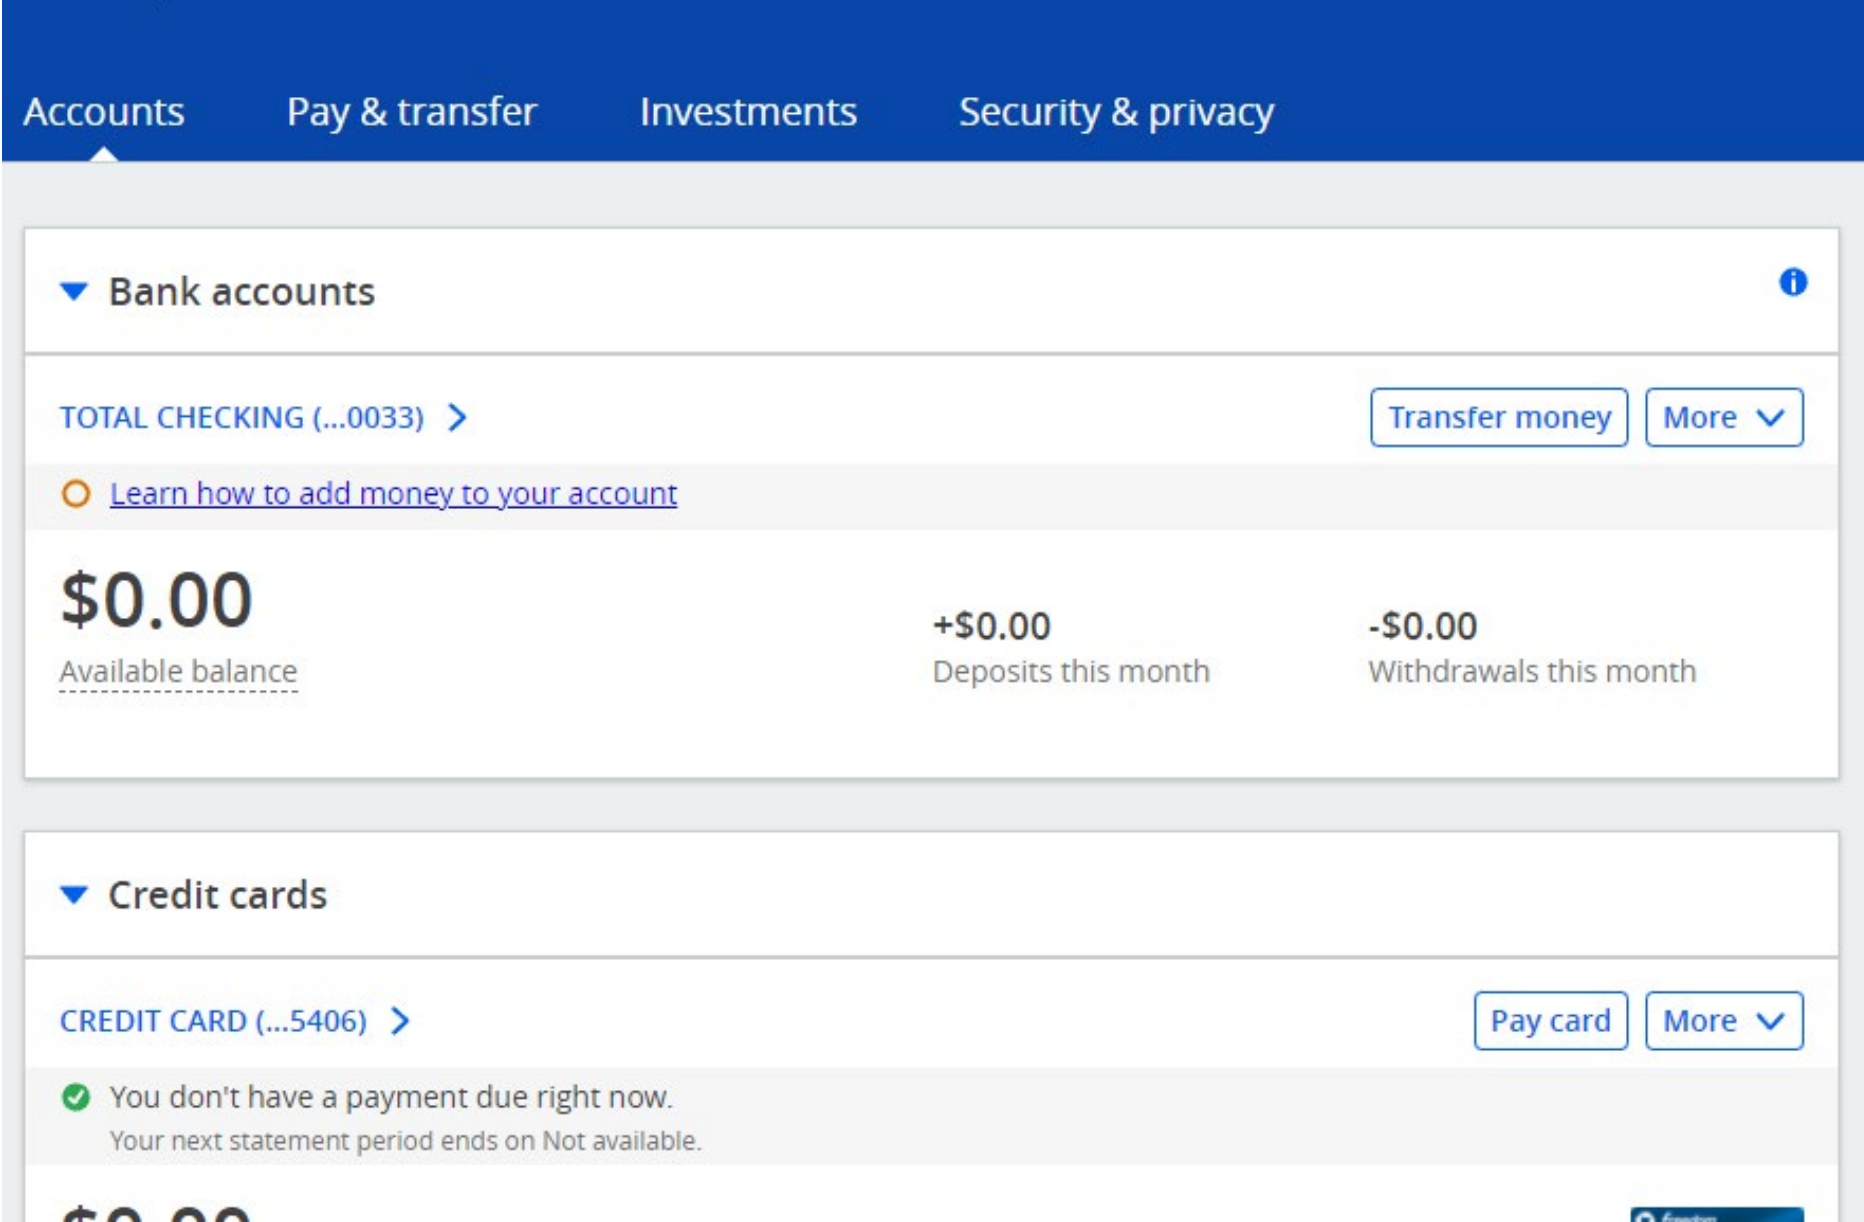 Accounts Pay & transfer Investments Security & privacy
Bank accounts
TOTAL CHECKING (...0033) Transfer money More
Learn how to add money to your account
$0.00
+$0.00 -$0.00
Available balance Deposits this month Withdrawals this month
Credit cards
CREDIT CARD (...5406) Pay card More
You don't have a payment due right now.
Your next statement period ends on Not available.
$0.00
freedom